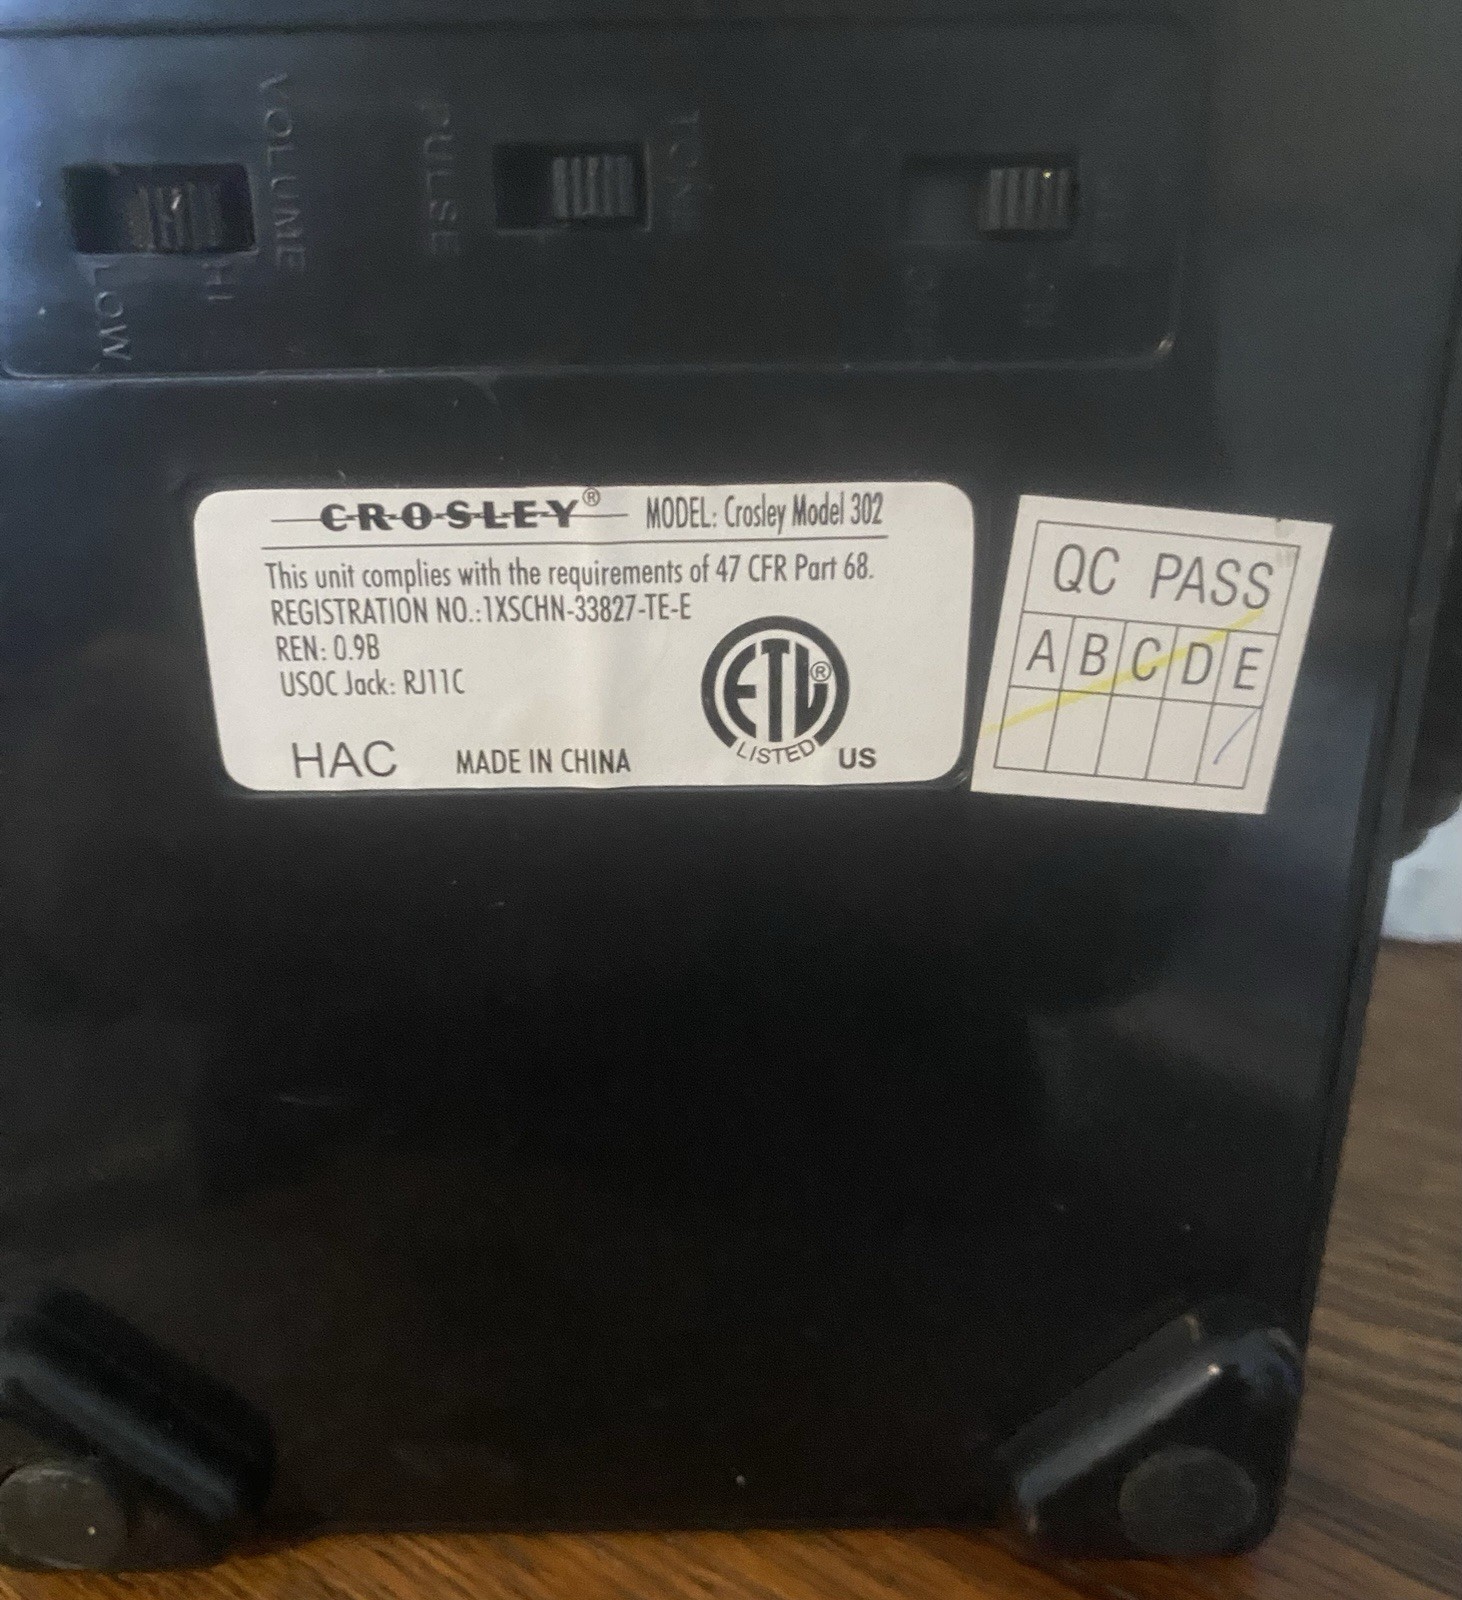 VOLUME
LOW
HI
PULSE
TONE
CROSLEY® MODEL: Crosley Model 302
This unit complies with the requirements of 47 CFR Part 68.
REGISTRATION NO.:1XSCHN-33827-TE-E
REN: 0.9B
USOC Jack: RJ11C
HAC MADE IN CHINA
ETL®
LISTED US
QC PASS
A B C D E